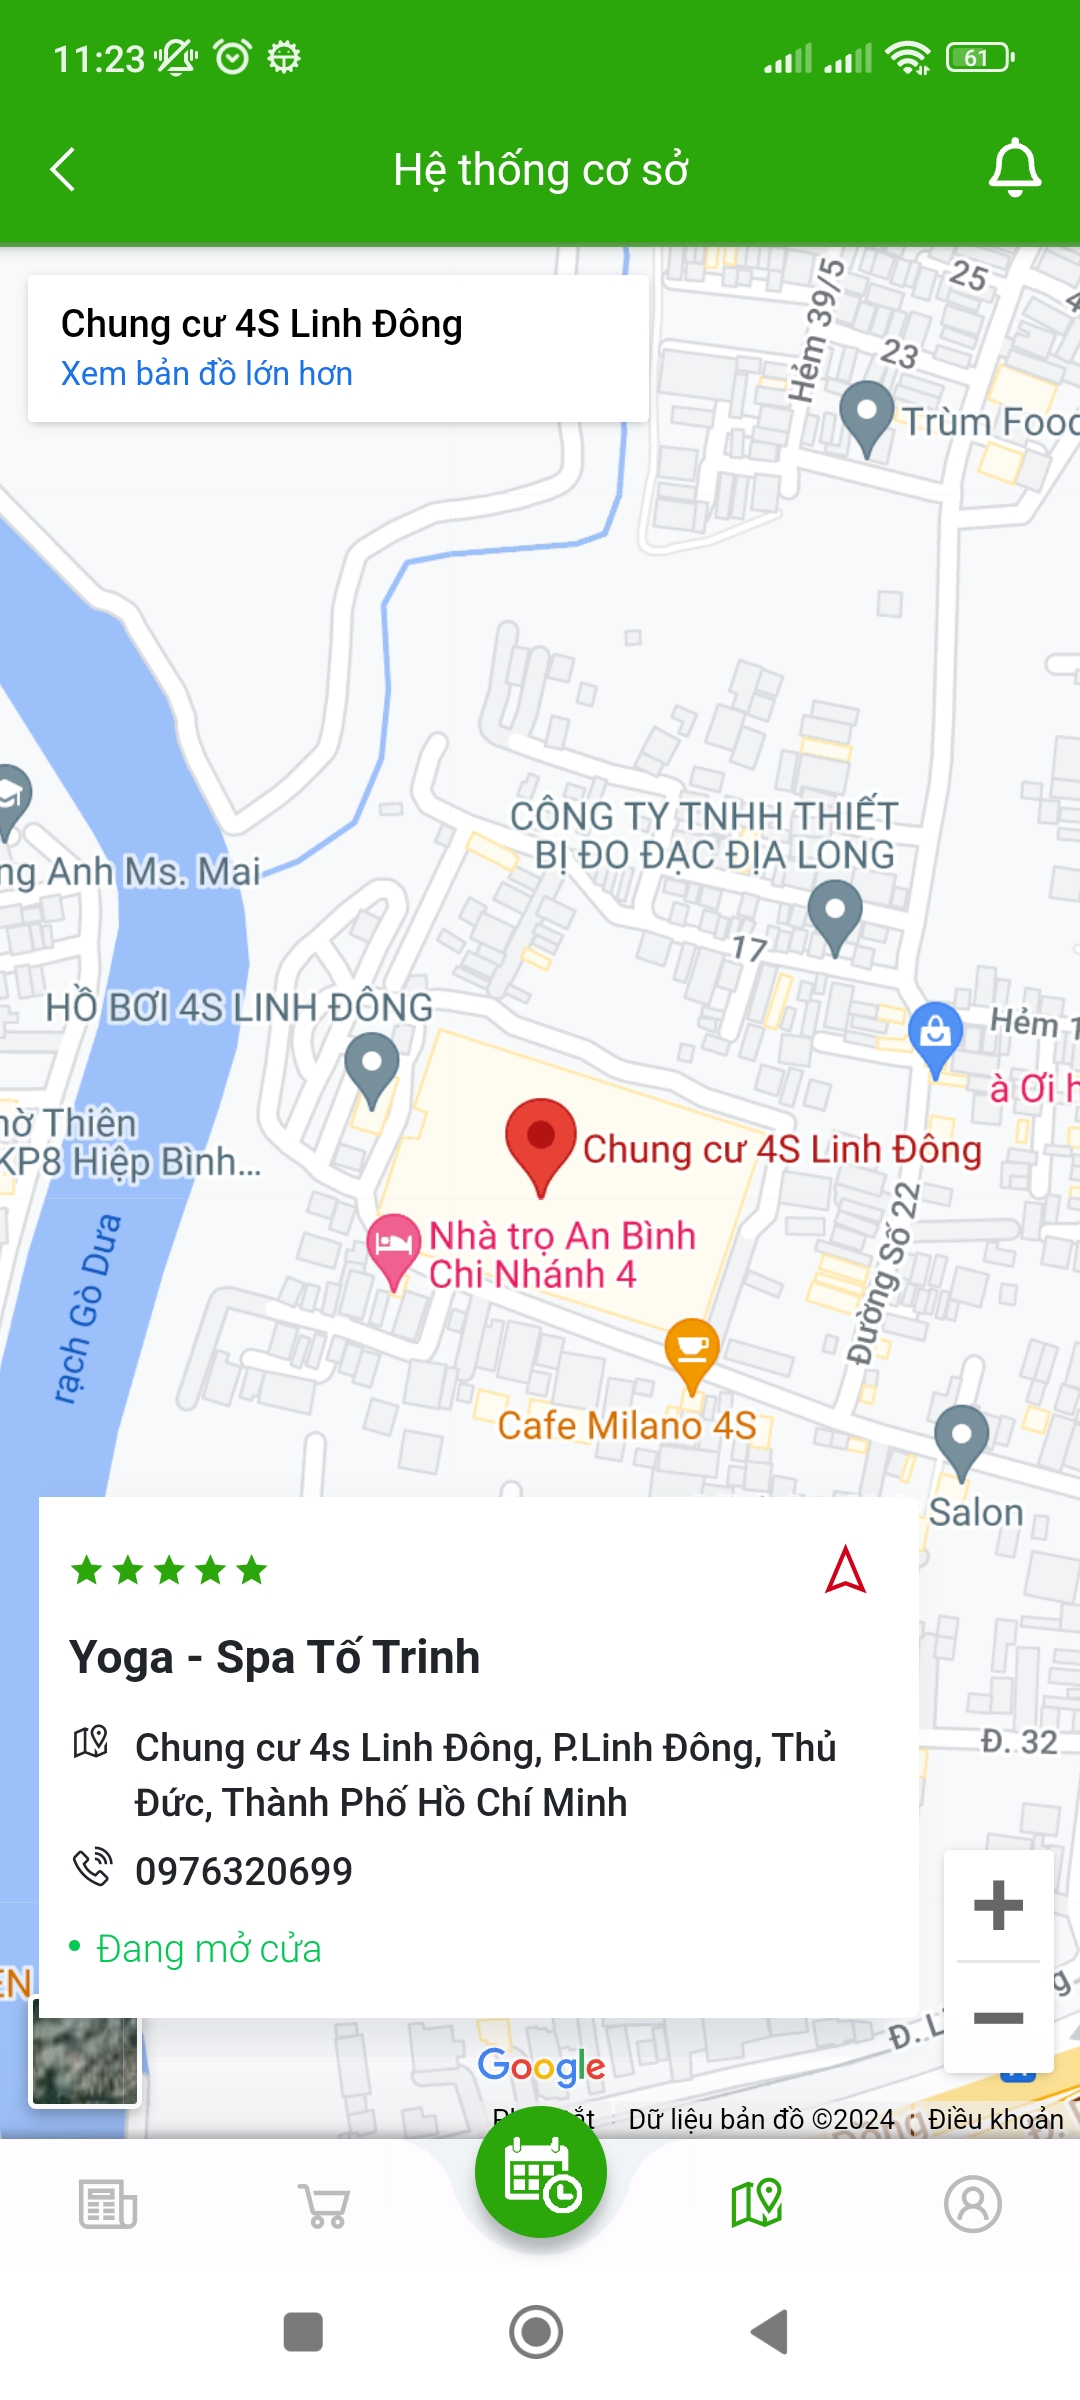 11:23
61
Hệ thống cơ sở
Chung cư 4S Linh Đông
Xem bản đồ lớn hơn
Hẻm 39/5
25
23
Trùm Food
CÔNG TY TNHH THIẾT
BỊ ĐO ĐẠC ĐỊA LONG
ng Anh Ms. Mai
17
HỒ BƠI 4S LINH ĐÔNG
Hẻm 1
à Ơi h
hờ Thiên
KP8 Hiệp Bình...
Chung cư 4S Linh Đông
Nhà trọ An Bình
Chi Nhánh 4
Đường Số 22
rạch Gò Dưa
Cafe Milano 4S
Salon
Yoga - Spa Tố Trinh
Chung cư 4s Linh Đông, P.Linh Đông, Thủ
Đức, Thành Phố Hồ Chí Minh
0976320699
Đang mở cửa
Đ. 32
EN
Đ. L
Google
Dữ liệu bản đồ ©2024
Điều khoản